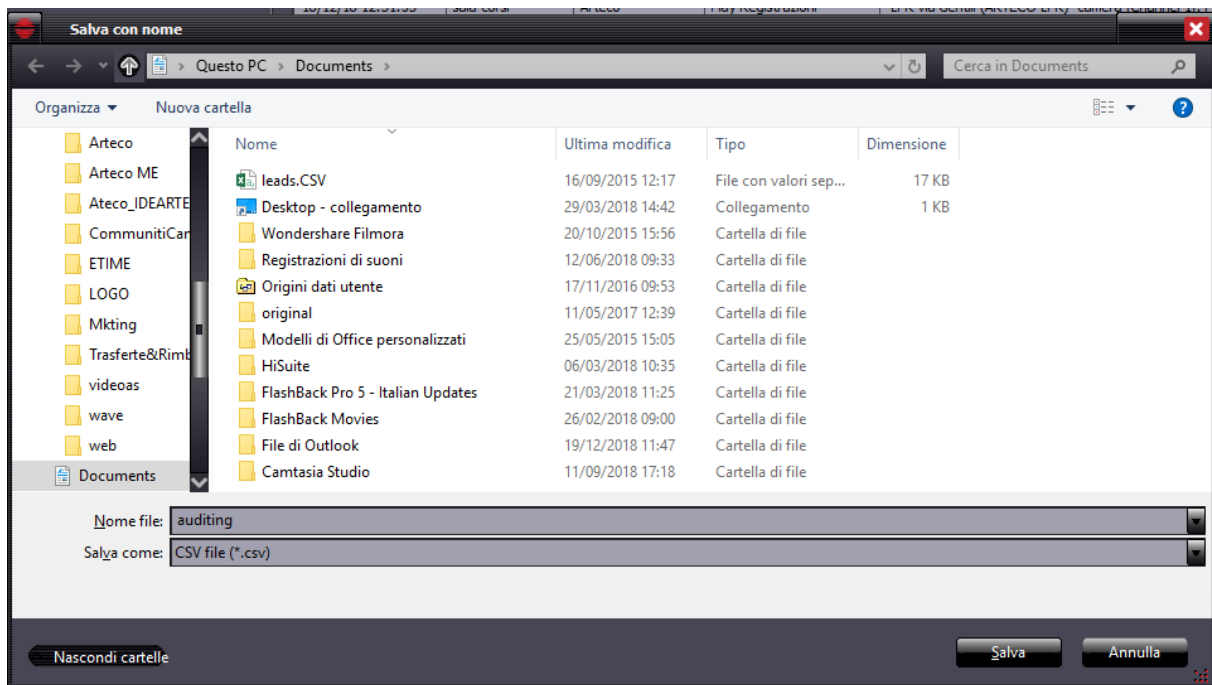 Salva con nome
Questo PC > Documents >
Cerca in Documents
Organizza
Nuova cartella
?
Arteco
Arteco ME
Ateco_IDEARTE
CommunitiCar
ETIME
LOGO
Mkting
Trasferte&Rimb
videoas
wave
web
Documents
Nome Ultima modifica Tipo Dimensione
leads.CSV 16/09/2015 12:17 File con valori sep... 17 KB
Desktop - collegamento 29/03/2018 14:42 Collegamento 1 KB
Wondershare Filmora 20/10/2015 15:56 Cartella di file
Registrazioni di suoni 12/06/2018 09:33 Cartella di file
Origini dati utente 17/11/2016 09:53 Cartella di file
original 11/05/2017 12:39 Cartella di file
Modelli di Office personalizzati 25/05/2015 15:05 Cartella di file
HiSuite 06/03/2018 10:35 Cartella di file
FlashBack Pro 5 - Italian Updates 21/03/2018 11:25 Cartella di file
FlashBack Movies 26/02/2018 09:00 Cartella di file
File di Outlook 19/12/2018 11:47 Cartella di file
Camtasia Studio 11/09/2018 17:18 Cartella di file
Nome file: auditing
Salva come: CSV file (*.csv)
Nascondi cartelle
Salva
Annulla